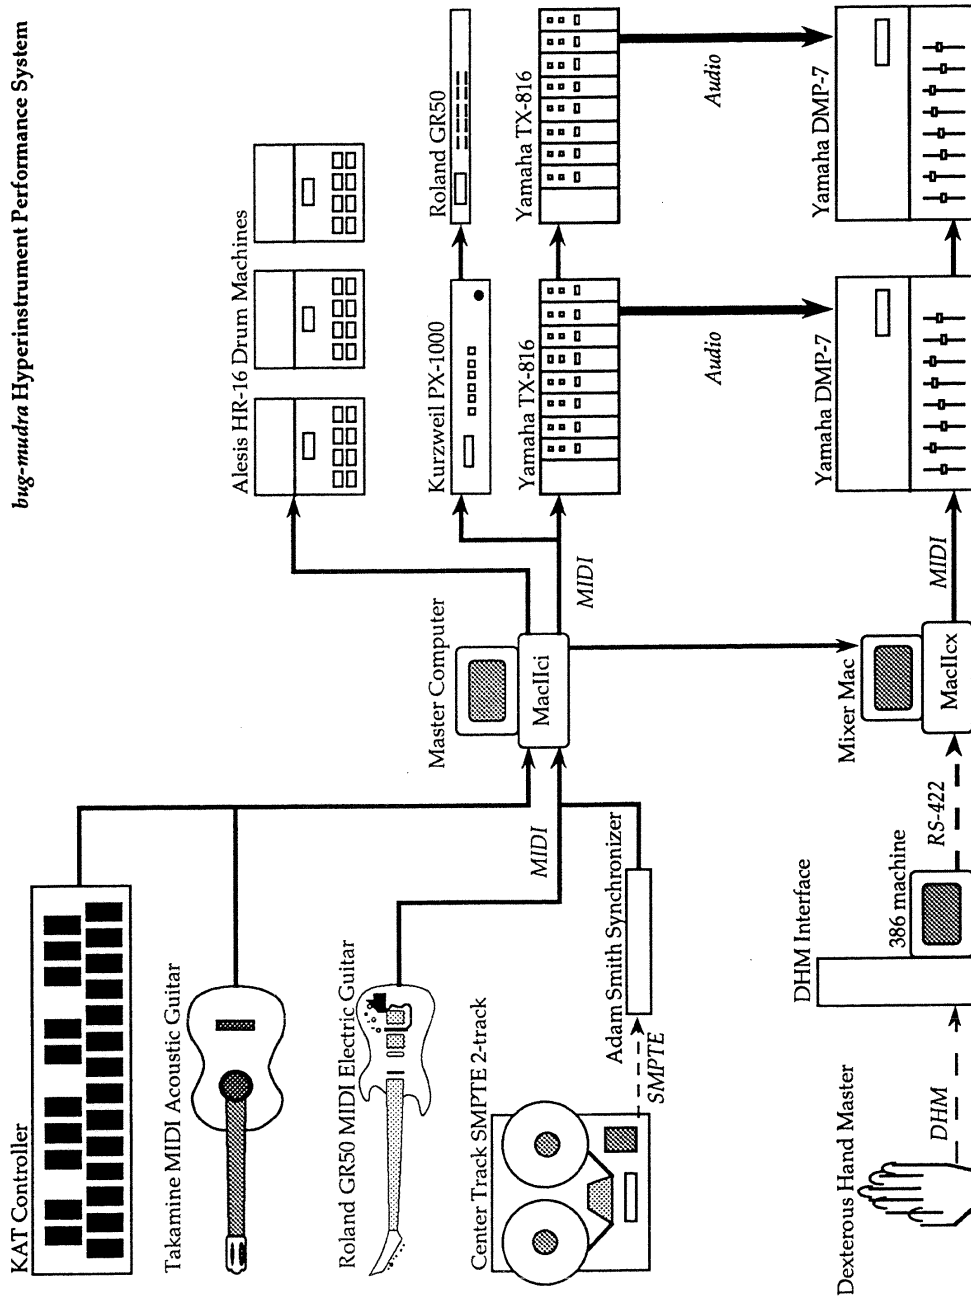 bug-mudra Hyperinstrument Performance System
KAT Controller
Takamine MIDI Acoustic Guitar
Roland GR50 MIDI Electric Guitar
MIDI
Center Track SMPTE 2-track
SMPTE
Adam Smith Synchronizer
Master Computer
MacIIci
MIDI
Alesis HR-16 Drum Machines
Kurzweil PX-1000
Roland GR50
Yamaha TX-816
Yamaha TX-816
Audio
Audio
Dexterous Hand Master
DHM
DHM Interface
386 machine
RS-422
Mixer Mac
MacIIcx
MIDI
Yamaha DMP-7
Yamaha DMP-7